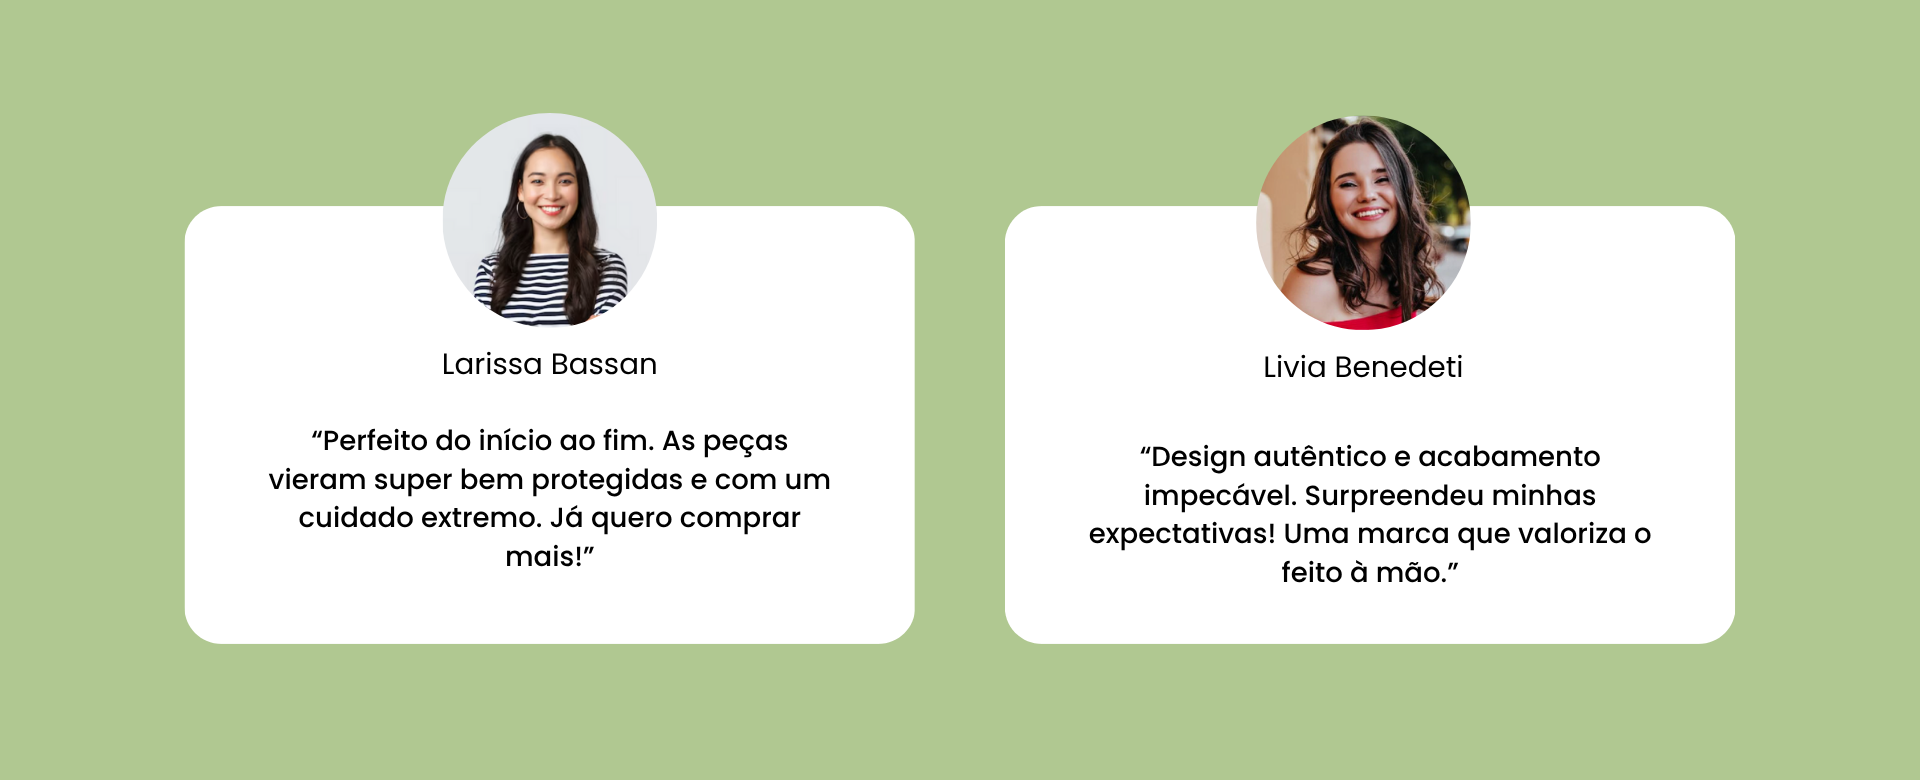 Larissa Bassan
“Perfeito do início ao fim. As peças
vieram super bem protegidas e com um
cuidado extremo. Já quero comprar
mais!”
Livia Benedeti
“Design autêntico e acabamento
impecável. Surpreendeu minhas
expectativas! Uma marca que valoriza o
feito à mão.”